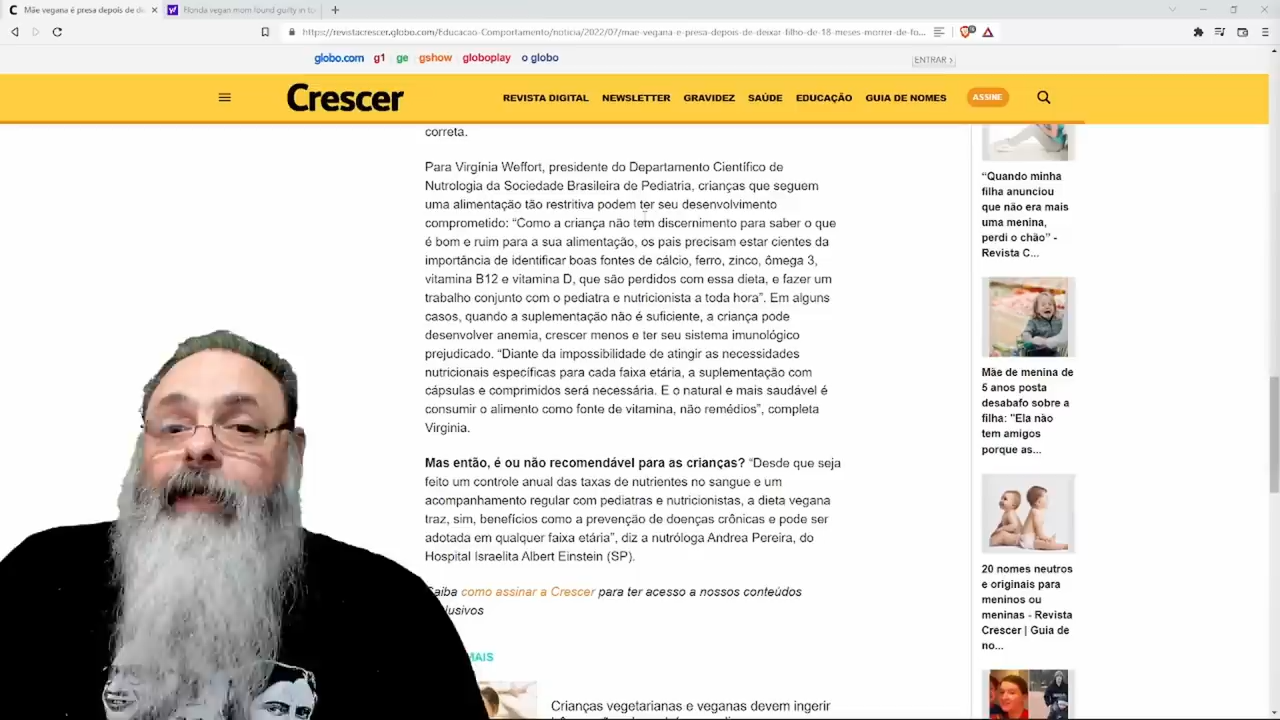 Mãe vegana é presa depois de de
Florida vegan mom found guilty in to
https://revistacrescer.globo.com/Educacao-Comportamento/noticia/2022/07/mae-vegana-e-presa-depois-de-deixar-filho-de-18-meses-morrer-de-fo...
globo.com g1 ge gshow globoplay o globo
ENTRAR ›
Crescer
REVISTA DIGITAL NEWSLETTER GRAVIDEZ SAÚDE EDUCAÇÃO GUIA DE NOMES
ASSINE
correta.
Para Virgínia Weffort, presidente do Departamento Científico de
Nutrologia da Sociedade Brasileira de Pediatria, crianças que seguem
uma alimentação tão restritiva podem ter seu desenvolvimento
comprometido: “Como a criança não tem discernimento para saber o que
é bom e ruim para a sua alimentação, os pais precisam estar cientes da
importância de identificar boas fontes de cálcio, ferro, zinco, ômega 3,
vitamina B12 e vitamina D, que são perdidos com essa dieta, e fazer um
trabalho conjunto com o pediatra e nutricionista a toda hora”. Em alguns
casos, quando a suplementação não é suficiente, a criança pode
desenvolver anemia, crescer menos e ter seu sistema imunológico
prejudicado. “Diante da impossibilidade de atingir as necessidades
nutricionais específicas para cada faixa etária, a suplementação com
cápsulas e comprimidos será necessária. E o natural e mais saudável é
consumir o alimento como fonte de vitamina, não remédios”, completa
Virginia.
Mas então, é ou não recomendável para as crianças? “Desde que seja
feito um controle anual das taxas de nutrientes no sangue e um
acompanhamento regular com pediatras e nutricionistas, a dieta vegana
traz, sim, benefícios como a prevenção de doenças crônicas e pode ser
adotada em qualquer faixa etária”, diz a nutróloga Andrea Pereira, do
Hospital Israelita Albert Einstein (SP).
Saiba como assinar a Crescer para ter acesso a nossos conteúdos
lusivos
MAIS
Crianças vegetarianas e veganas devem ingerir
“Quando minha
filha anunciou
que não era mais
uma menina,
perdi o chão” -
Revista C...
Mãe de menina de
5 anos posta
desabafo sobre a
filha: "Ela não
tem amigos
porque as...
20 nomes neutros
e originais para
meninos ou
meninas - Revista
Crescer | Guia de
no...